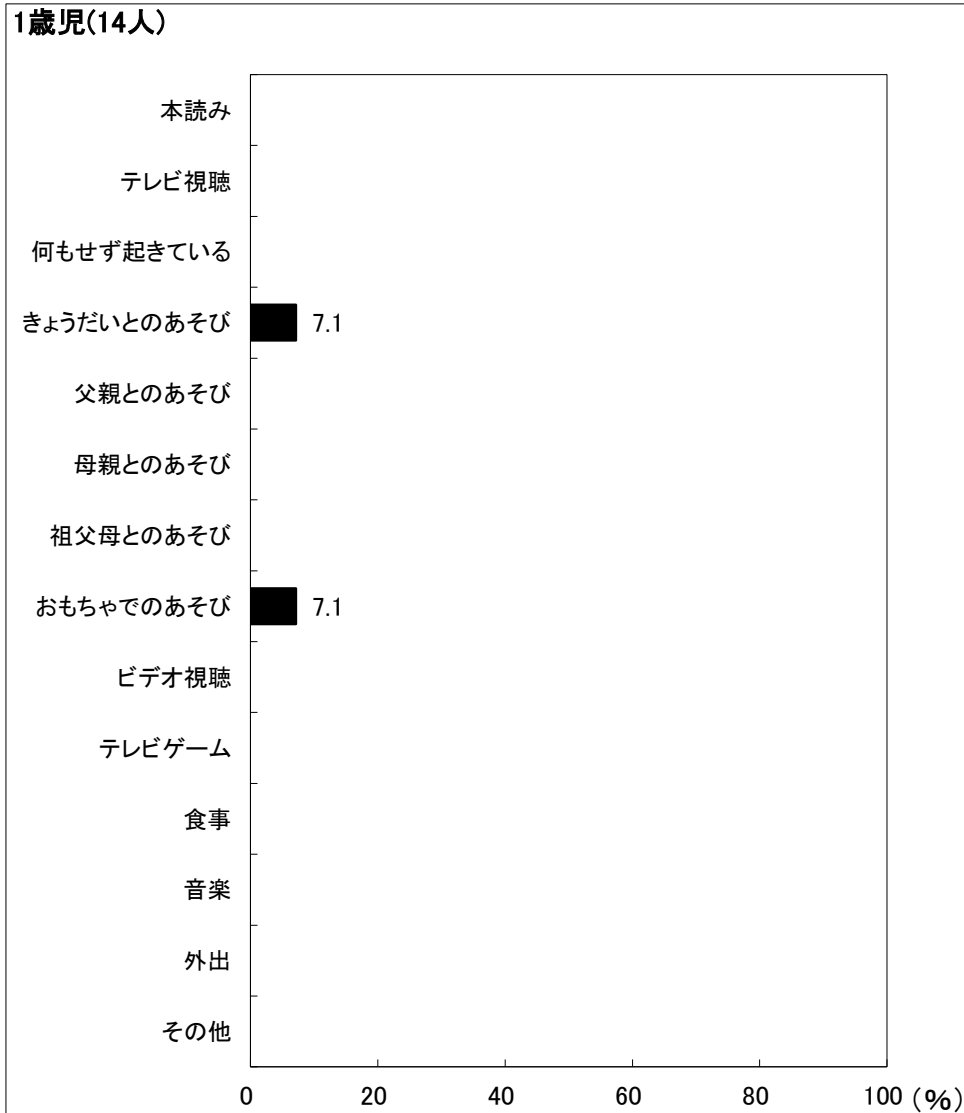 1歳児(14人)
本読み
テレビ視聴
何もせず起きている
きょうだいとのあそび 7.1
父親とのあそび
母親とのあそび
祖父母とのあそび
おもちゃでのあそび 7.1
ビデオ視聴
テレビゲーム
食事
音楽
外出
その他
0 20 40 60 80 100 (%)